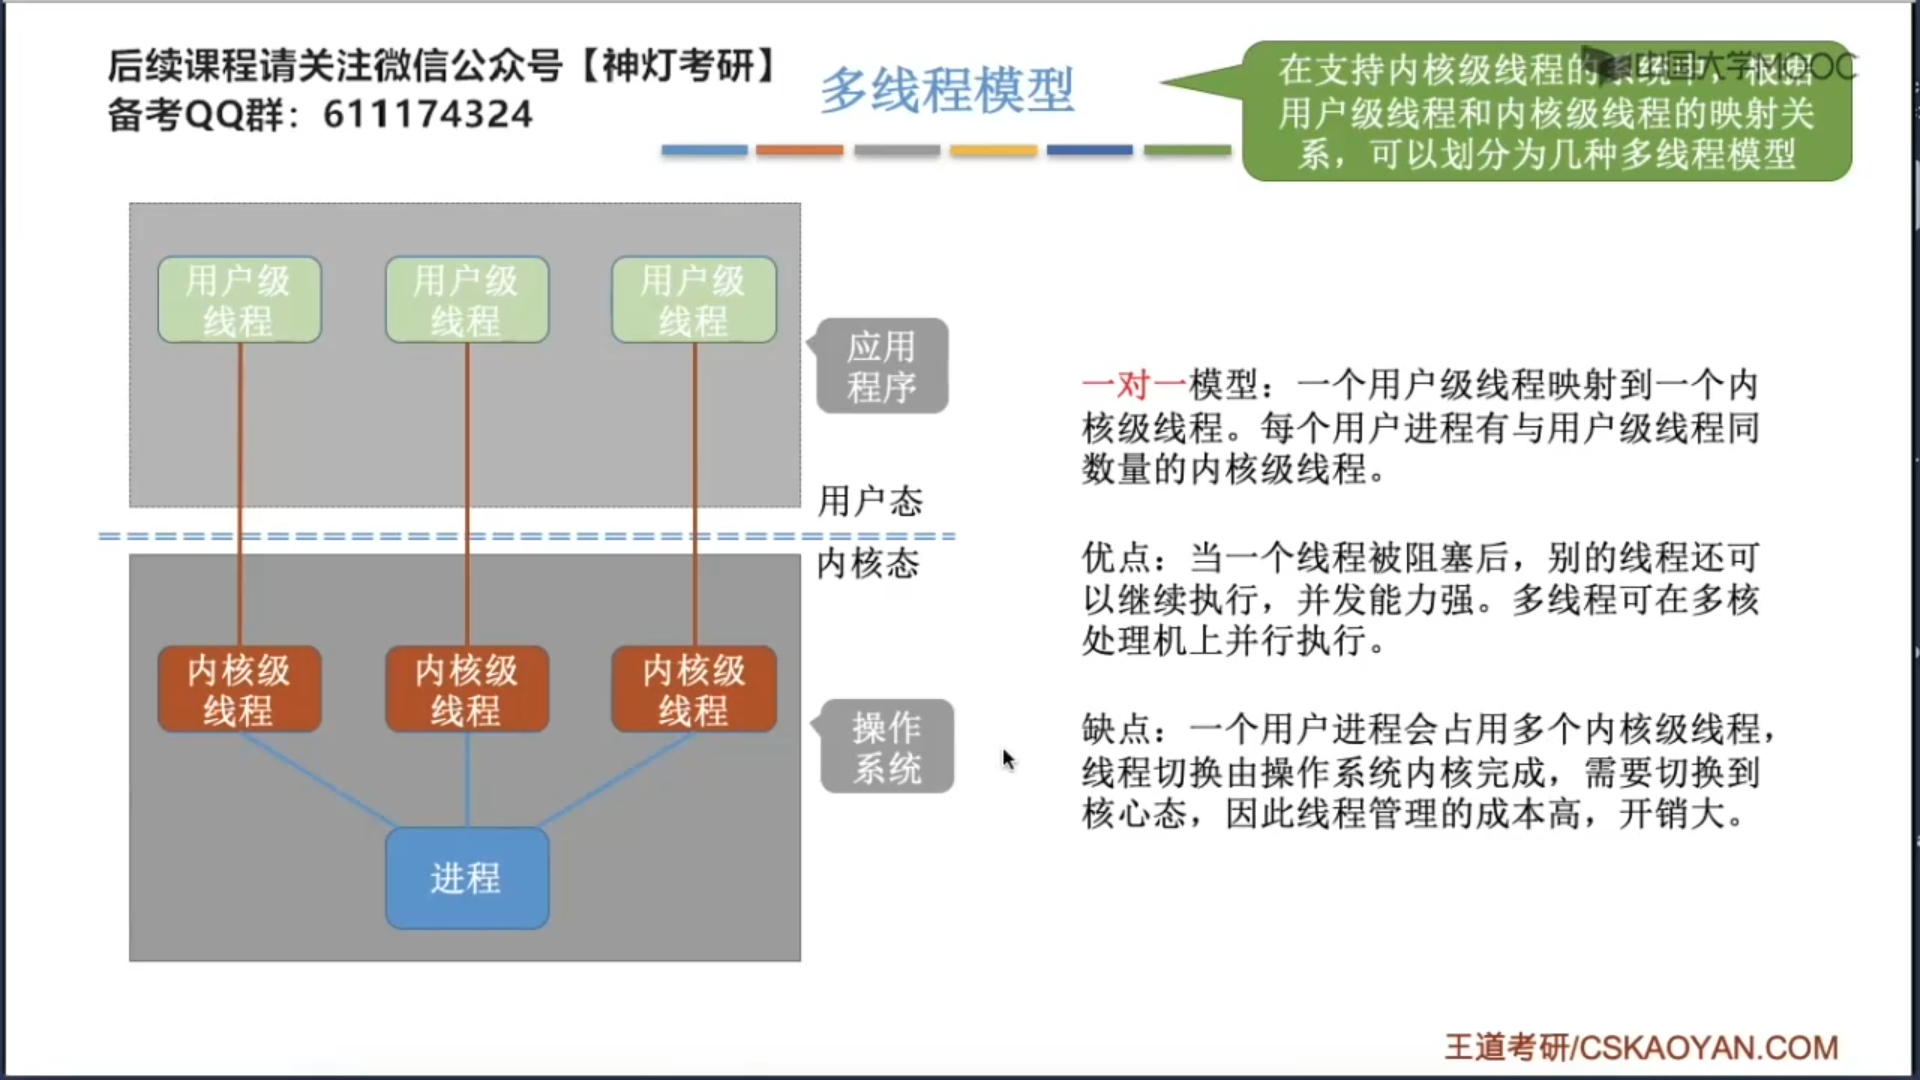 后续课程请关注微信公众号【神灯考研】
备考QQ群：611174324
多线程模型
在支持内核级线程的系统中，根据
用户级线程和内核级线程的映射关
系，可以划分为几种多线程模型
中国大学MOOC
用户级
线程
用户级
线程
用户级
线程
应用
程序
用户态
内核态
内核级
线程
内核级
线程
内核级
线程
操作
系统
进程
一对一模型：一个用户级线程映射到一个内
核级线程。每个用户进程有与用户级线程同
数量的内核级线程。
优点：当一个线程被阻塞后，别的线程还可
以继续执行，并发能力强。多线程可在多核
处理机上并行执行。
缺点：一个用户进程会占用多个内核级线程，
线程切换由操作系统内核完成，需要切换到
核心态，因此线程管理的成本高，开销大。
王道考研/CSKAOYAN.COM